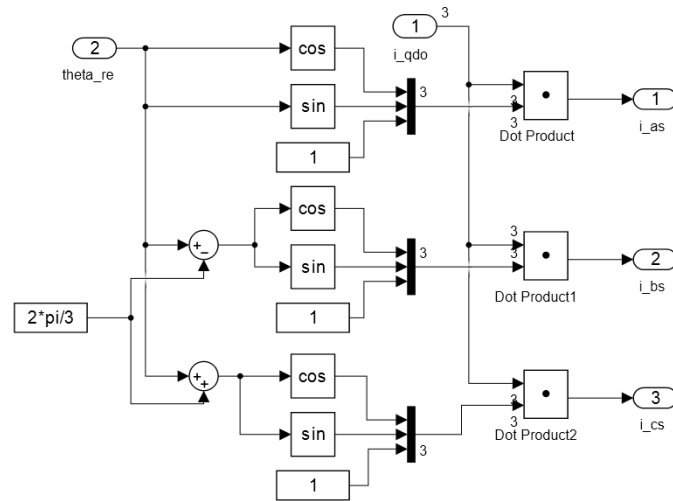 2
theta_re
cos
1
3
i_qdo
sin
3
1
3
3
Dot Product
1
i_as
+
−
cos
sin
3
1
3
3
Dot Product1
2
i_bs
2*pi/3
+
+
cos
sin
3
1
3
3
Dot Product2
3
i_cs